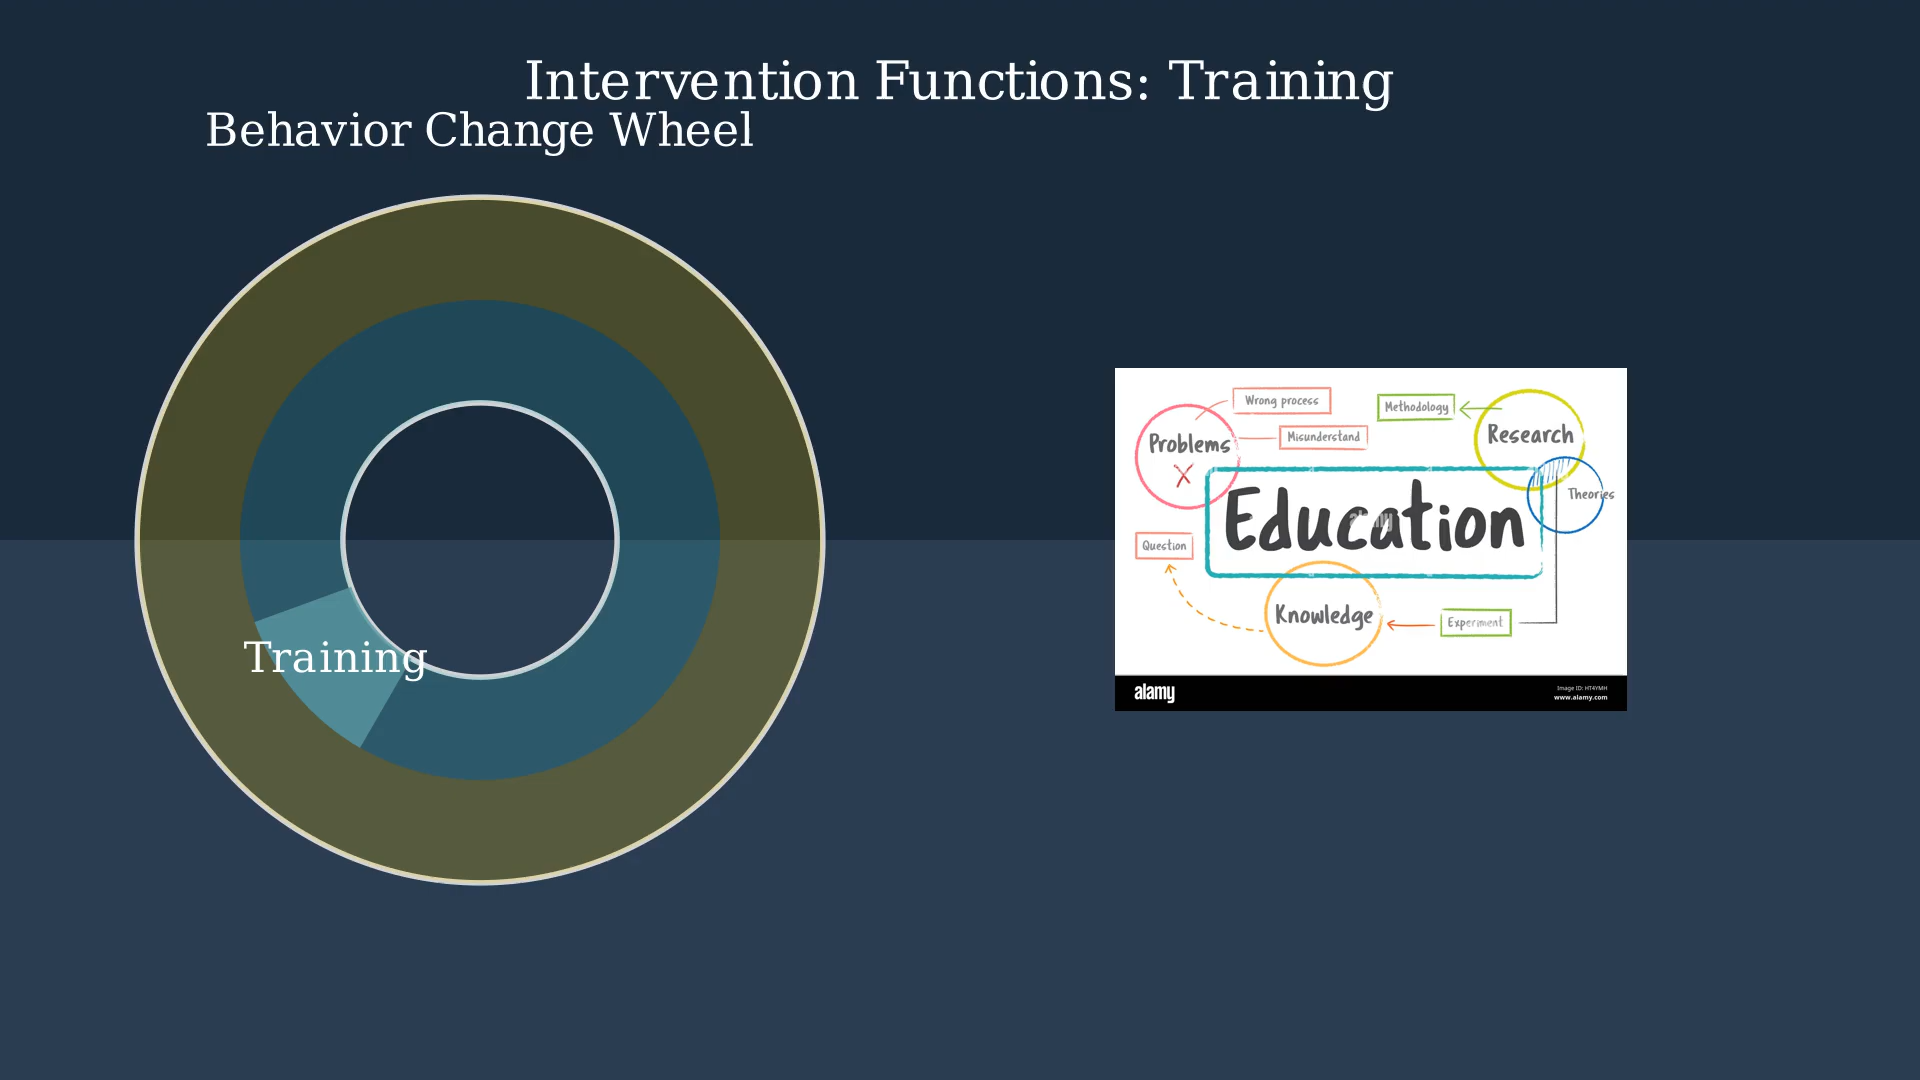 Intervention Functions: Training
Behavior Change Wheel
Training
Wrong process
Methodology
Problems
Misunderstand
Research
X
Theories
Education
alamy
Question
Knowledge
Experiment
alamy
Image ID: HT4YMH
www.alamy.com